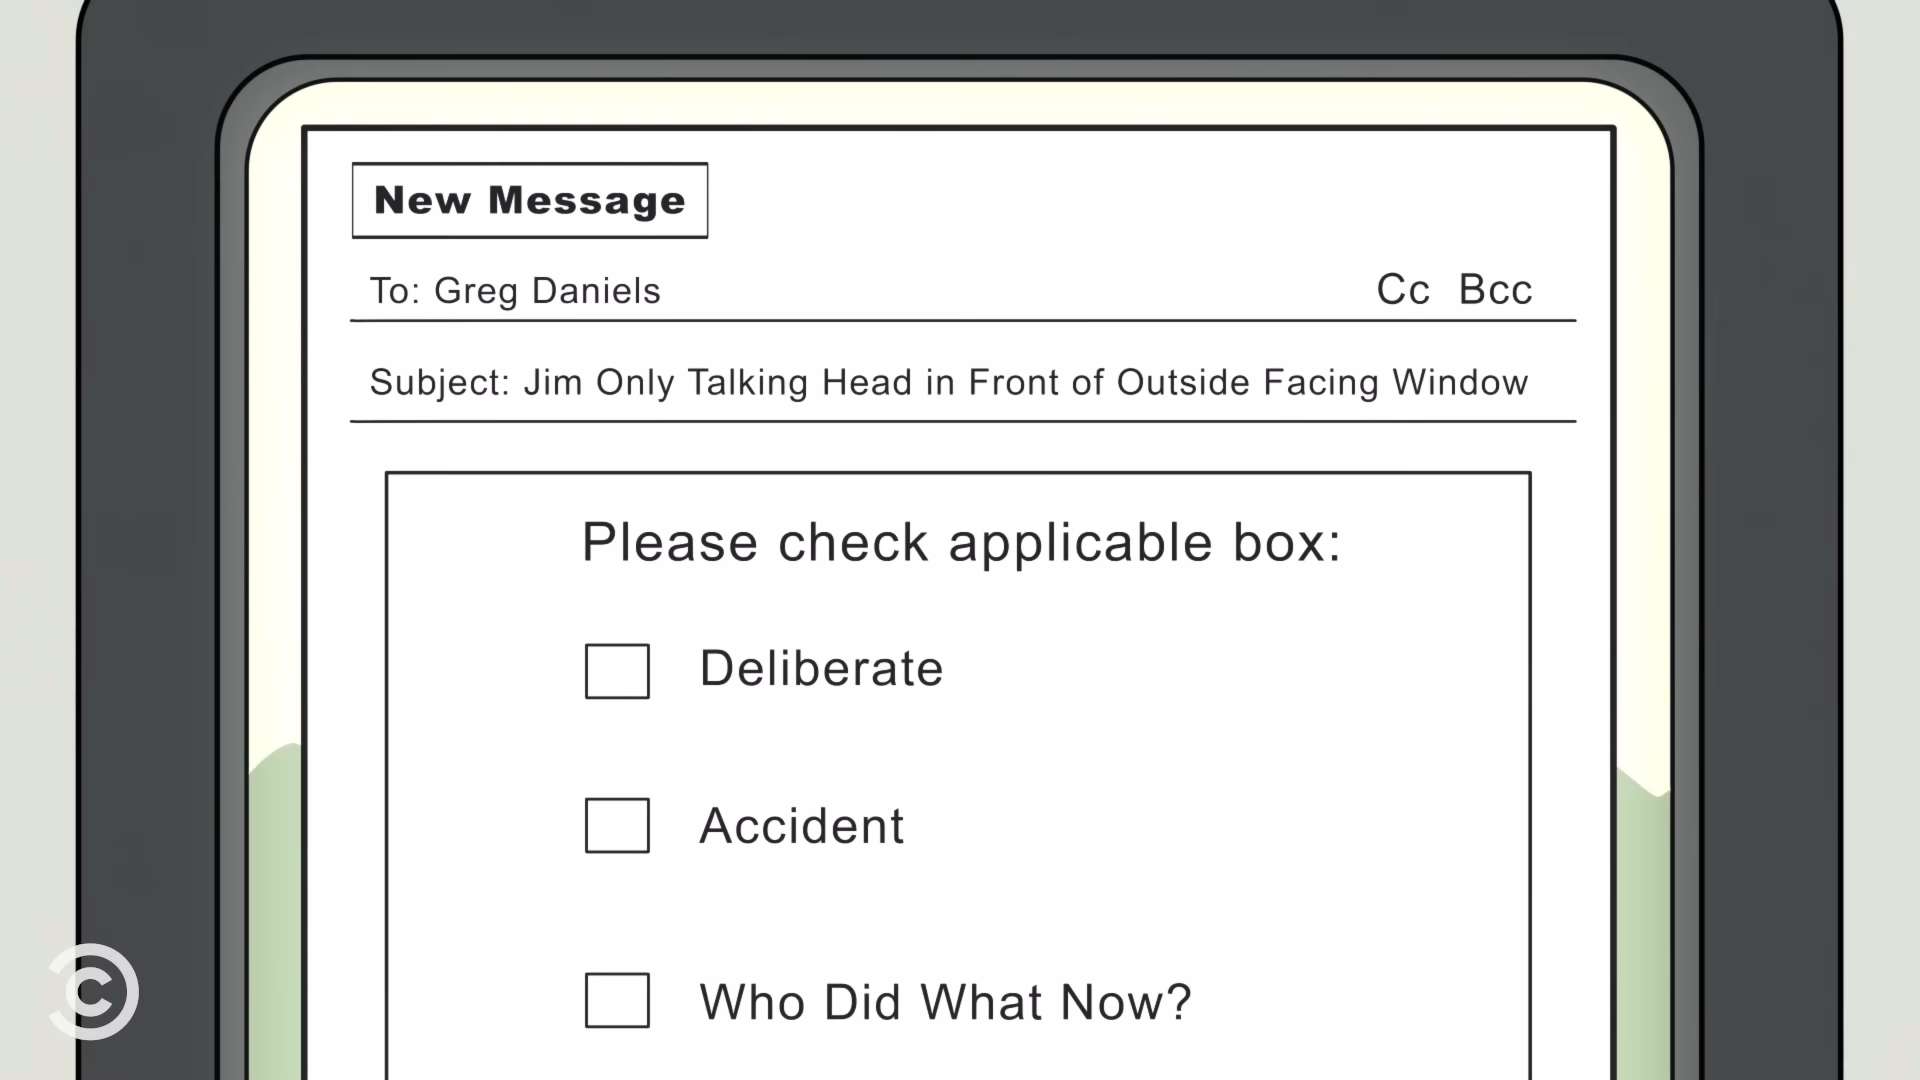 New Message
To: Greg Daniels Cc Bcc
Subject: Jim Only Talking Head in Front of Outside Facing Window
Please check applicable box:
Deliberate
Accident
Who Did What Now?